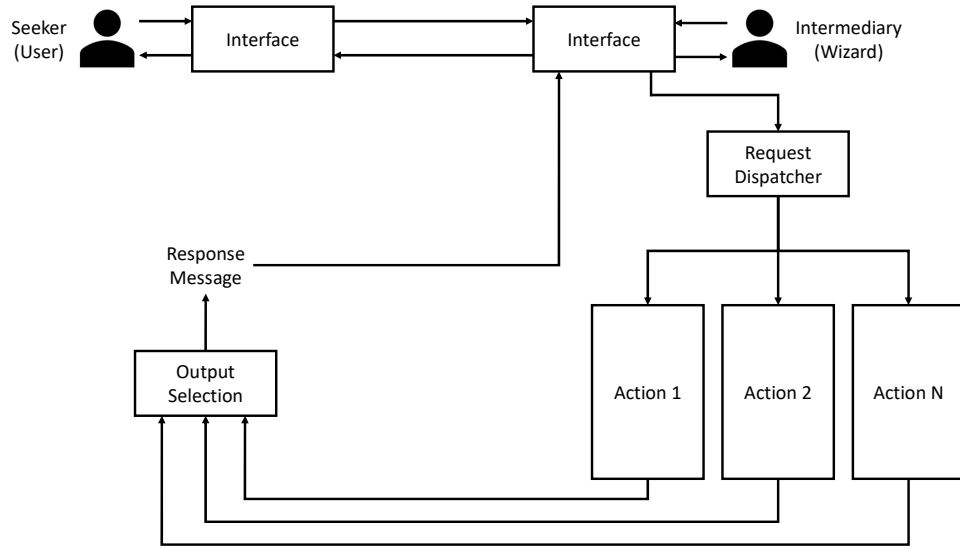 Seeker
(User)
Interface
Interface
Intermediary
(Wizard)
Request
Dispatcher
Response
Message
Output
Selection
Action 1
Action 2
Action N